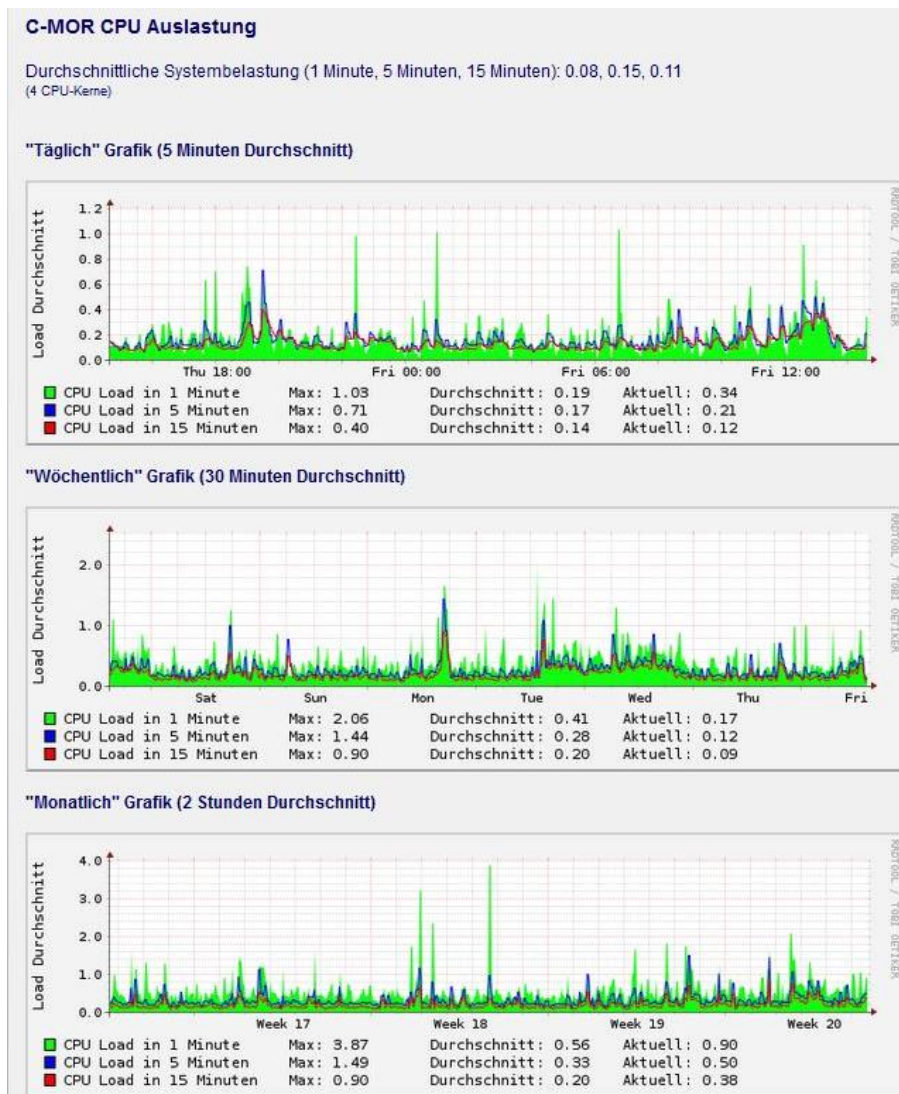 C-MOR CPU Auslastung
Durchschnittliche Systembelastung (1 Minute, 5 Minuten, 15 Minuten): 0.08, 0.15, 0.11
(4 CPU-Kerne)
"Täglich" Grafik (5 Minuten Durchschnitt)
RRDTOOL / TOBI OETIKER
Load Durchschnitt
1.2
1.0
0.8
0.6
0.4
0.2
0.0
Thu 18:00 Fri 00:00 Fri 06:00 Fri 12:00
CPU Load in 1 Minute Max: 1.03 Durchschnitt: 0.19 Aktuell: 0.34
CPU Load in 5 Minuten Max: 0.71 Durchschnitt: 0.17 Aktuell: 0.21
CPU Load in 15 Minuten Max: 0.40 Durchschnitt: 0.14 Aktuell: 0.12
"Wöchentlich" Grafik (30 Minuten Durchschnitt)
RRDTOOL / TOBI OETIKER
Load Durchschnitt
2.0
1.0
0.0
Sat Sun Mon Tue Wed Thu Fri
CPU Load in 1 Minute Max: 2.06 Durchschnitt: 0.41 Aktuell: 0.17
CPU Load in 5 Minuten Max: 1.44 Durchschnitt: 0.28 Aktuell: 0.12
CPU Load in 15 Minuten Max: 0.90 Durchschnitt: 0.20 Aktuell: 0.09
"Monatlich" Grafik (2 Stunden Durchschnitt)
RRDTOOL / TOBI OETIKER
Load Durchschnitt
4.0
3.0
2.0
1.0
0.0
Week 17 Week 18 Week 19 Week 20
CPU Load in 1 Minute Max: 3.87 Durchschnitt: 0.56 Aktuell: 0.90
CPU Load in 5 Minuten Max: 1.49 Durchschnitt: 0.33 Aktuell: 0.50
CPU Load in 15 Minuten Max: 0.90 Durchschnitt: 0.20 Aktuell: 0.38